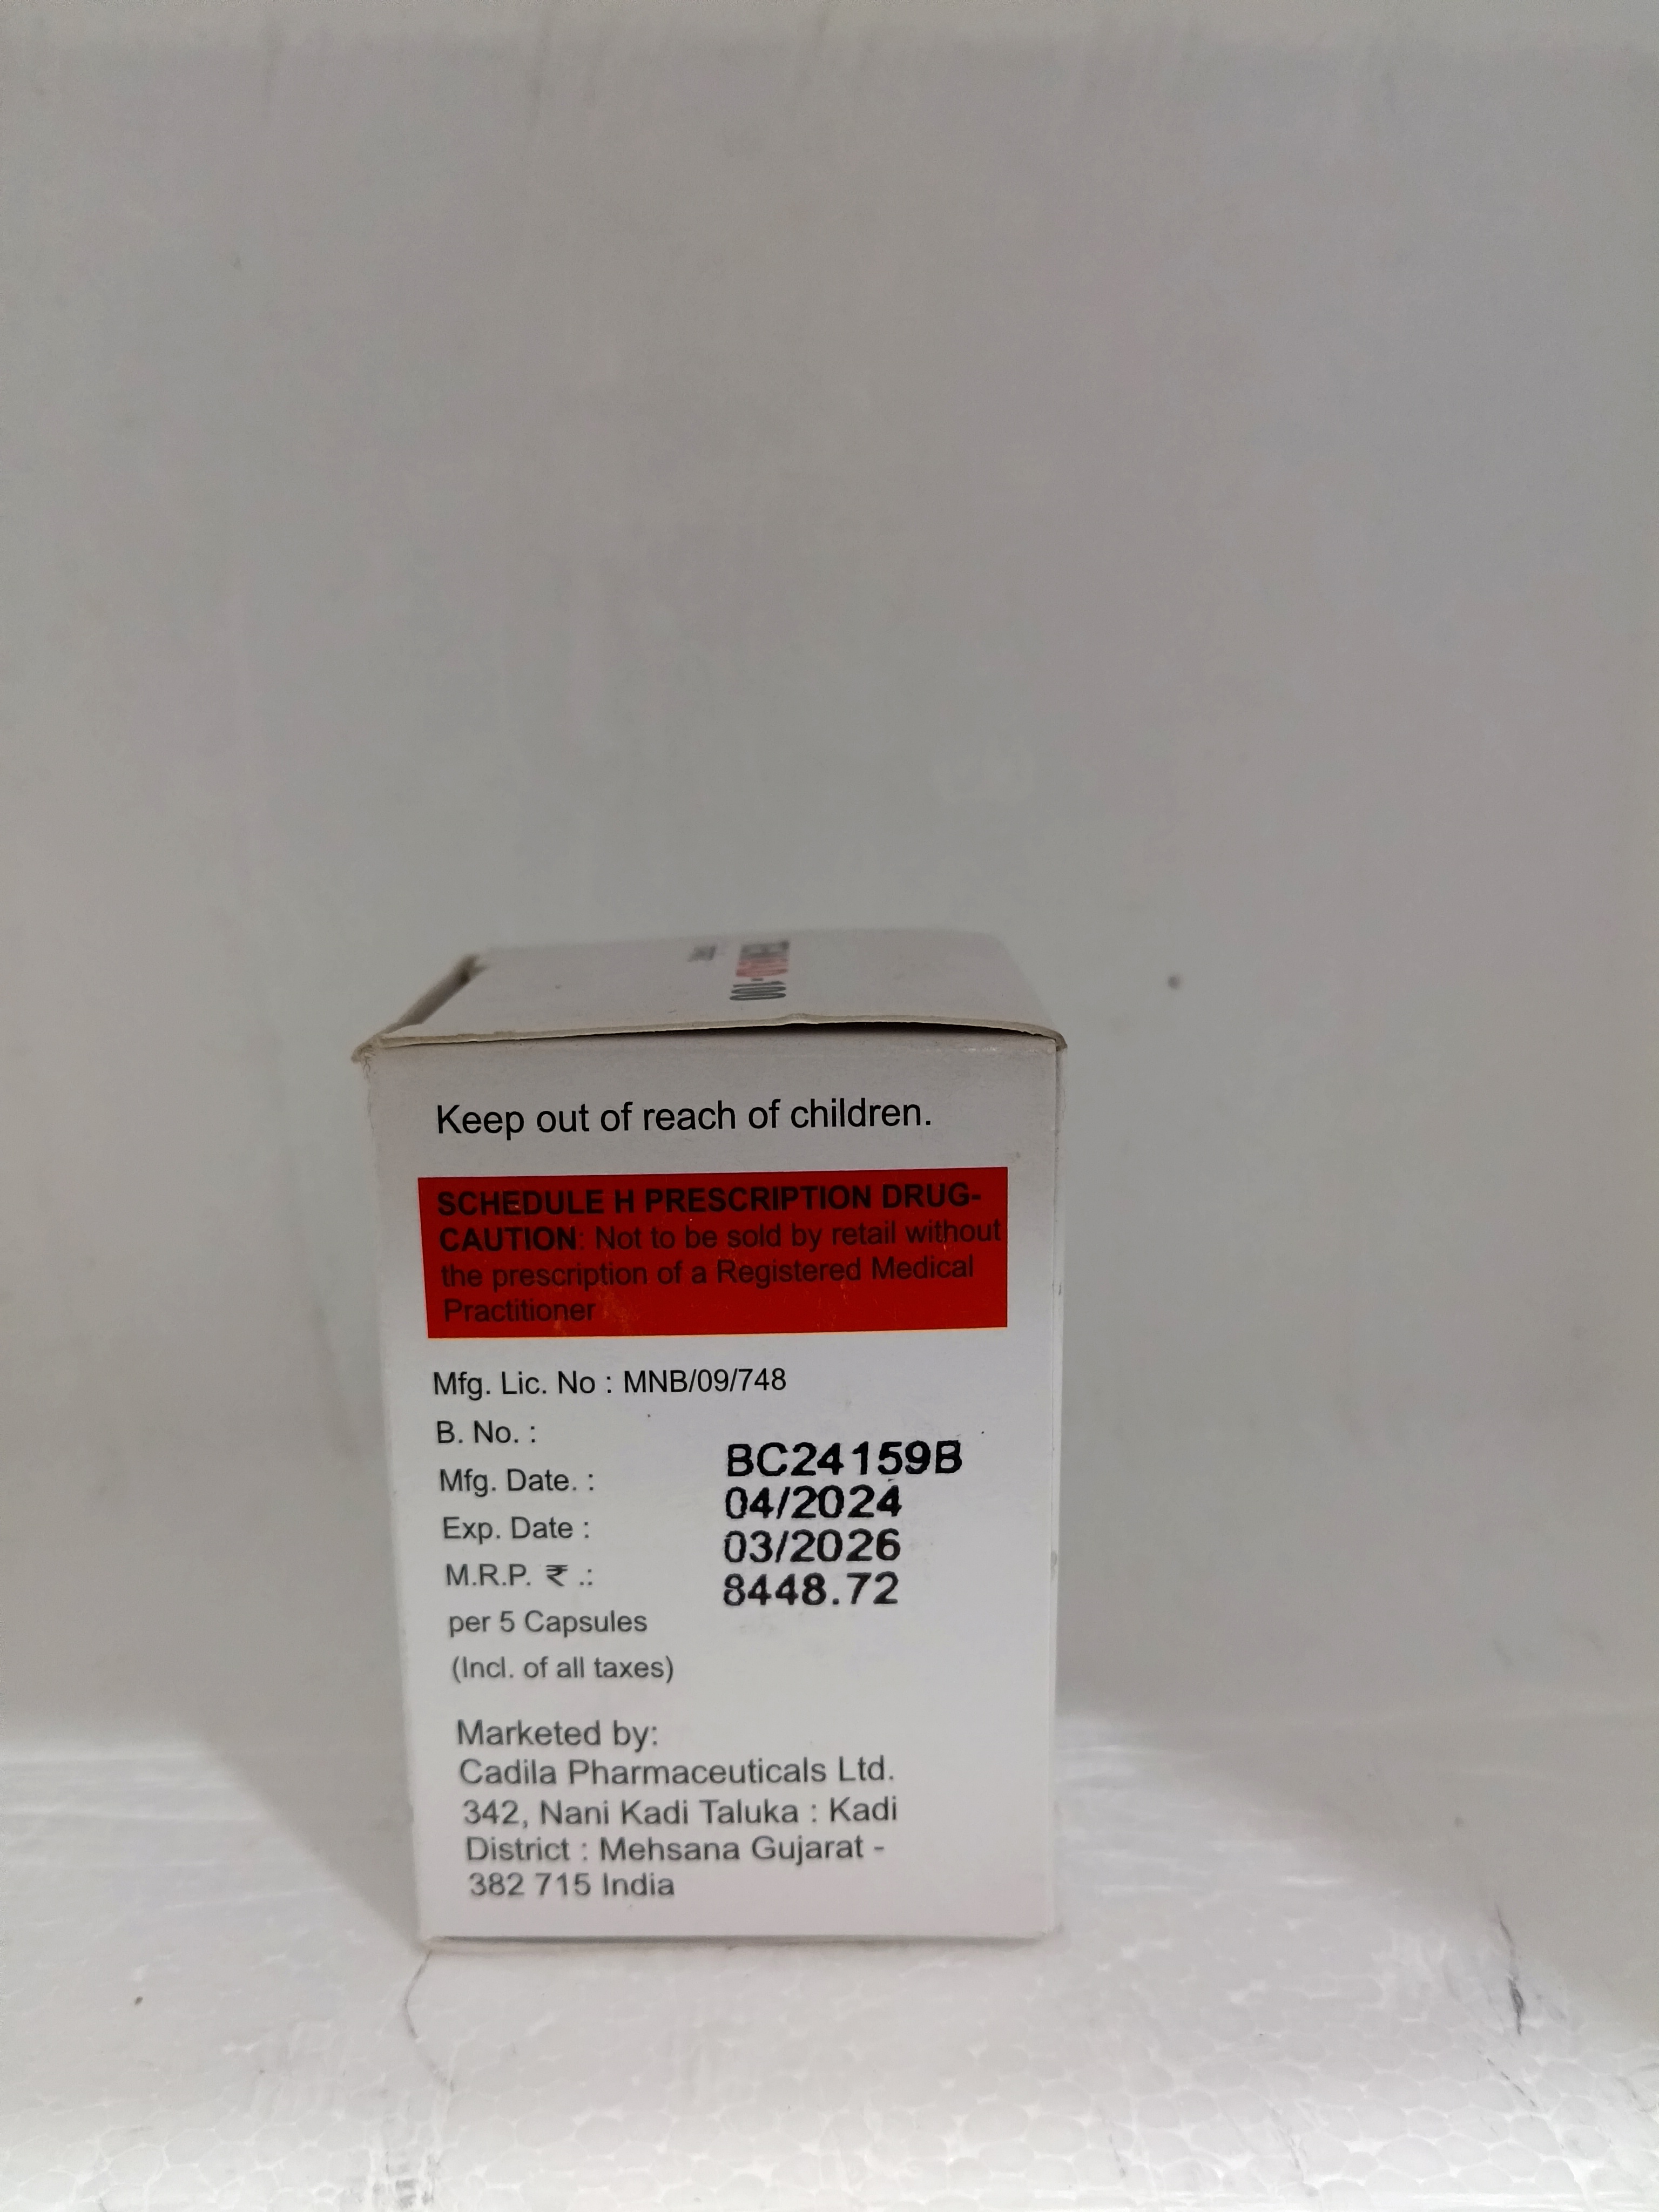 Keep out of reach of children.
SCHEDULE H PRESCRIPTION DRUG-
CAUTION: Not to be sold by retail without
the prescription of a Registered Medical
Practitioner
Mfg. Lic. No : MNB/09/748
B. No. : BC24159B
Mfg. Date. : 04/2024
Exp. Date : 03/2026
M.R.P. ₹ .: 8448.72
per 5 Capsules
(Incl. of all taxes)
Marketed by:
Cadila Pharmaceuticals Ltd.
342, Nani Kadi Taluka : Kadi
District : Mehsana Gujarat -
382 715 India